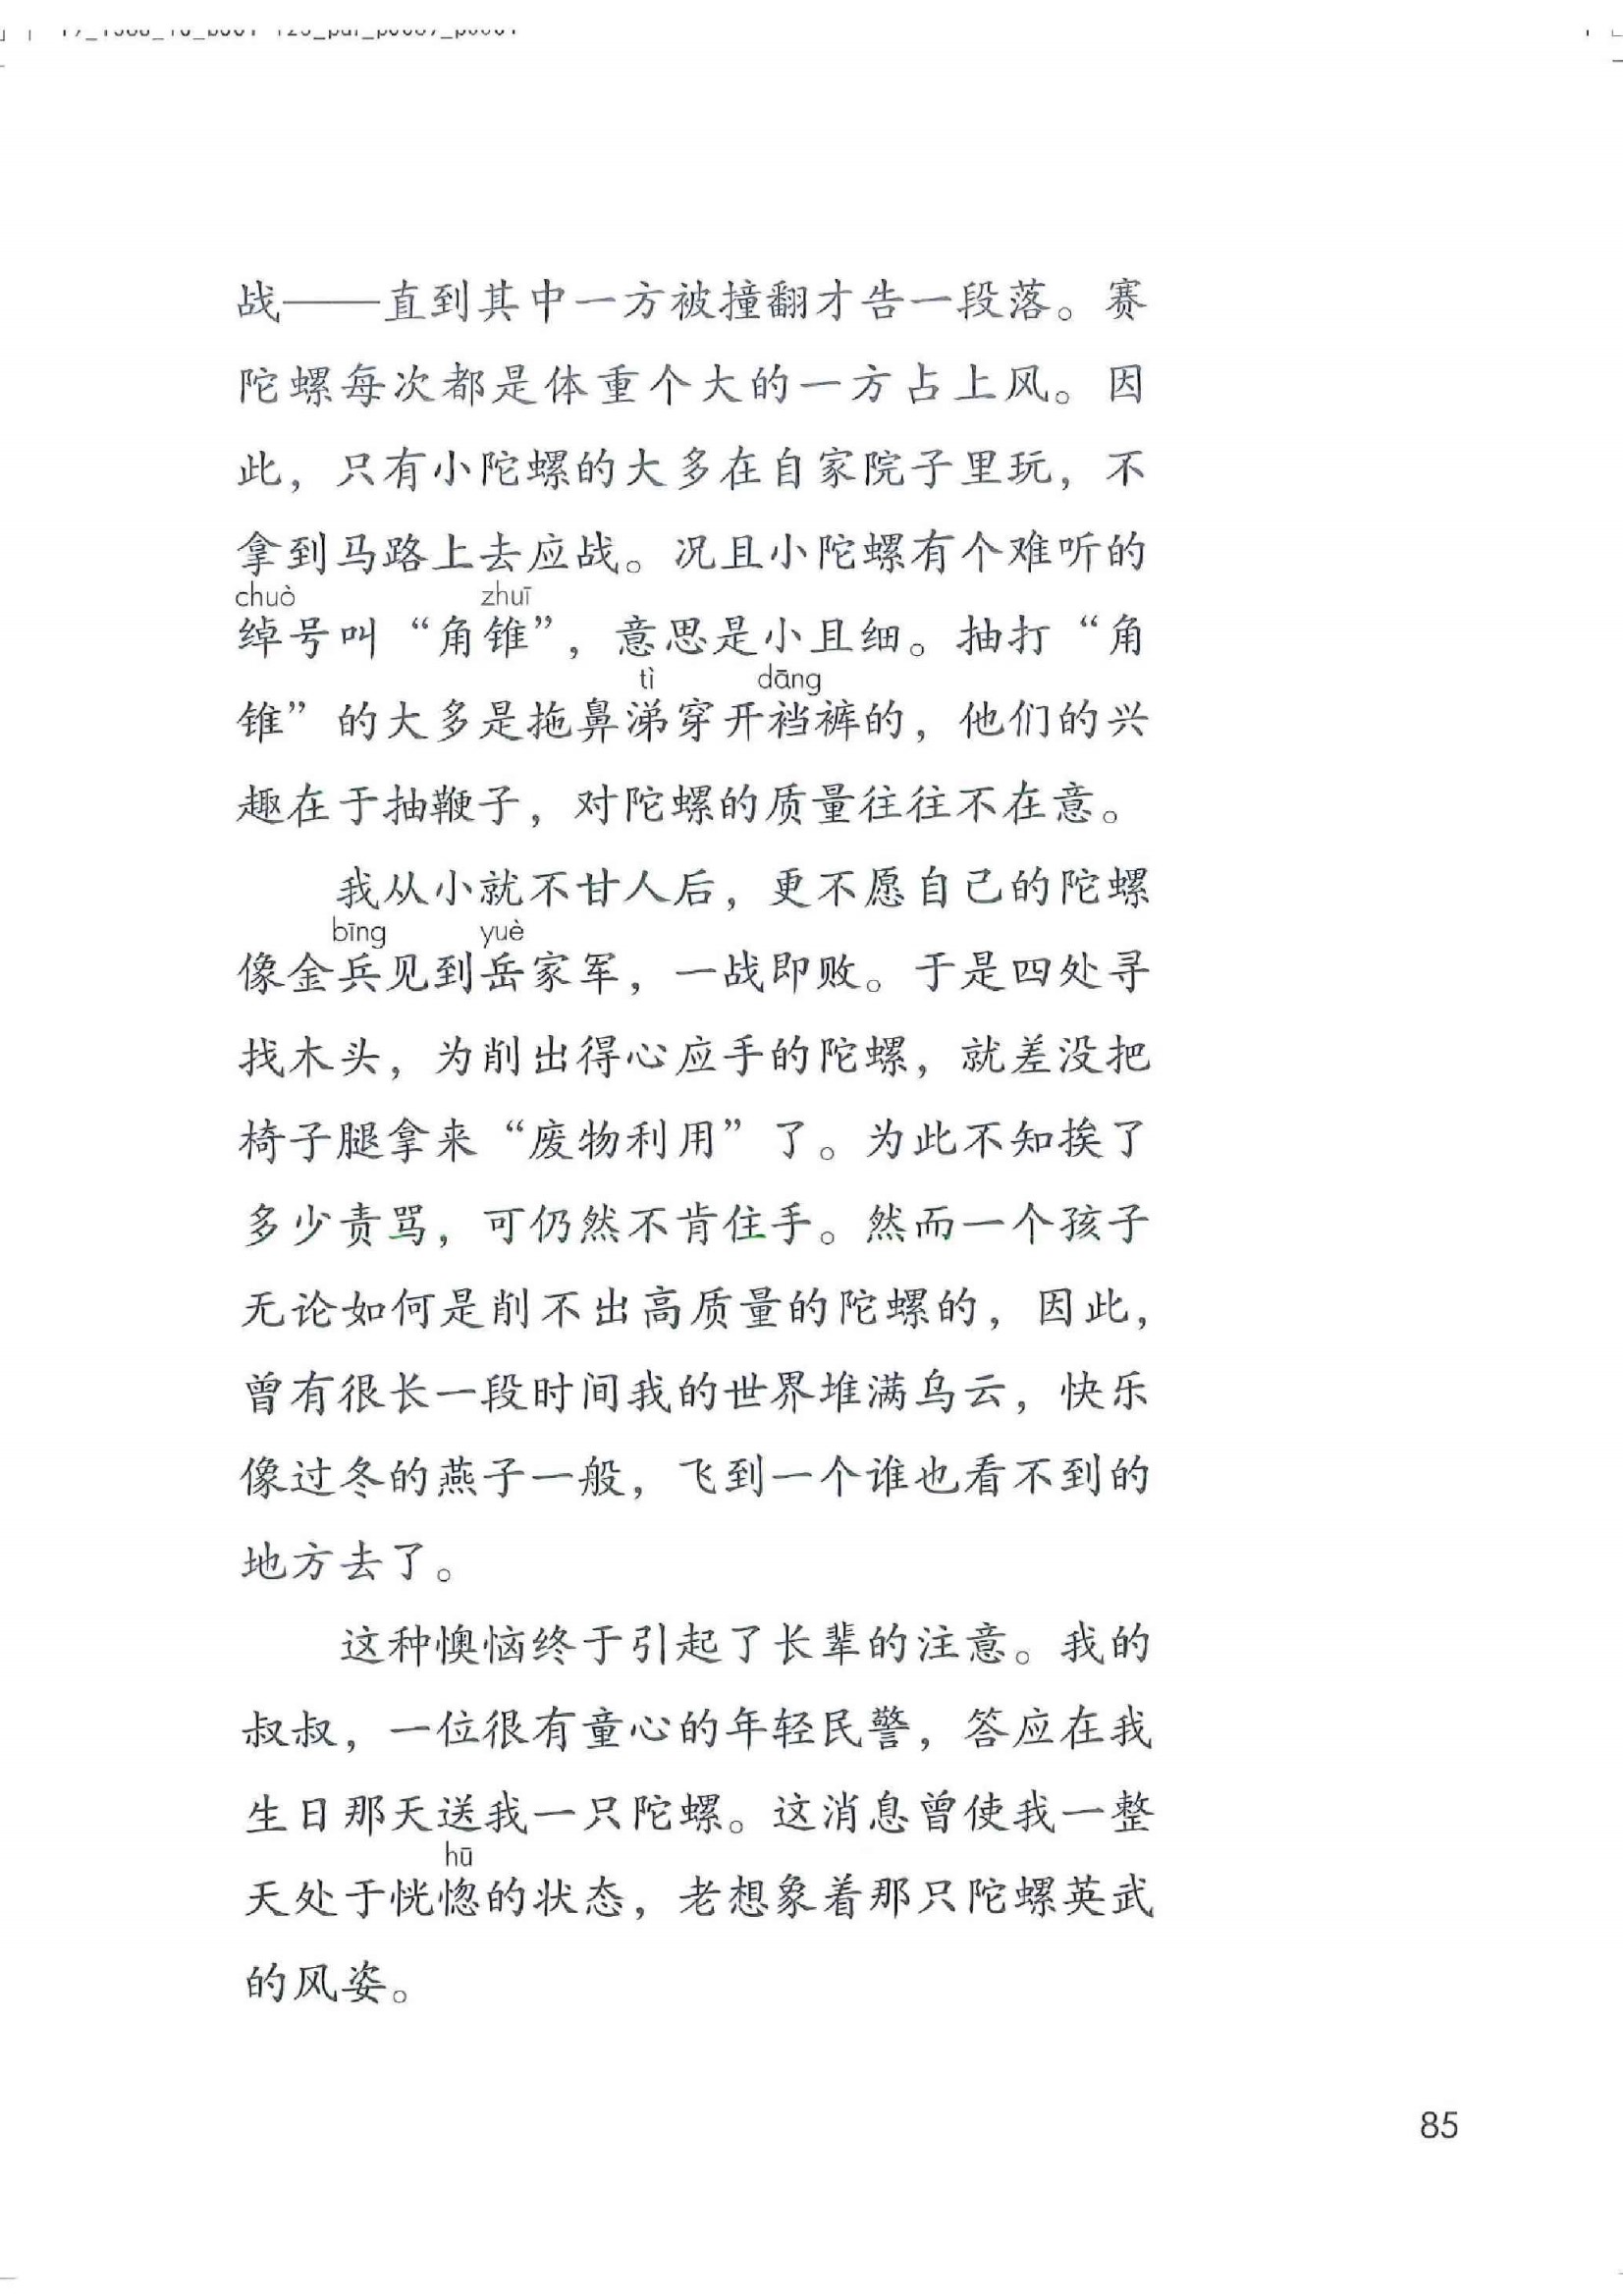 战——直到其中一方被撞翻才告一段落。赛
陀螺每次都是体重个大的一方占上风。因
此，只有小陀螺的大多在自家院子里玩，不
拿到马路上去应战。况且小陀螺有个难听的
chuò zhuī
绰号叫“角锥”，意思是小且细。抽打“角
tì dāng
锥”的大多是拖鼻涕穿开裆裤的，他们的兴
趣在于抽鞭子，对陀螺的质量往往不在意。
我从小就不甘人后，更不愿自己的陀螺
bīng yuè
像金兵见到岳家军，一战即败。于是四处寻
找木头，为削出得心应手的陀螺，就差没把
椅子腿拿来“废物利用”了。为此不知挨了
多少责骂，可仍然不肯住手。然而一个孩子
无论如何是削不出高质量的陀螺的，因此，
曾有很长一段时间我的世界堆满乌云，快乐
像过冬的燕子一般，飞到一个谁也看不到的
地方去了。
这种懊恼终于引起了长辈的注意。我的
叔叔，一位很有童心的年轻民警，答应在我
生日那天送我一只陀螺。这消息曾使我一整
hū
天处于恍惚的状态，老想象着那只陀螺英武
的风姿。
85